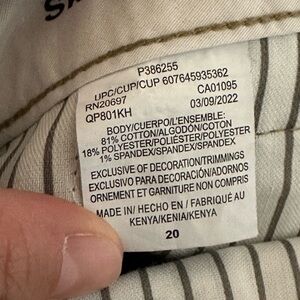 P386255
UPC/CUP/CUP 607645935362
RN20697 CA01095
QP801KH 03/09/2022
BODY/CUERPO/L'ENSEMBLE:
81% COTTON/ALGODÓN/COTON
18% POLYESTER/POLIÉSTER/POLYESTER
1% SPANDEX/SPANDEX/SPANDEX
EXCLUSIVE OF DECORATION/TRIMMINGS
EXCLUSIVO PARA DECORACIÓN/ADORNOS
ORNEMENT ET GARNITURE NON COMPRIS
MADE IN/ HECHO EN / FABRIQUÉ AU
KENYA/KENIA/KENYA
20